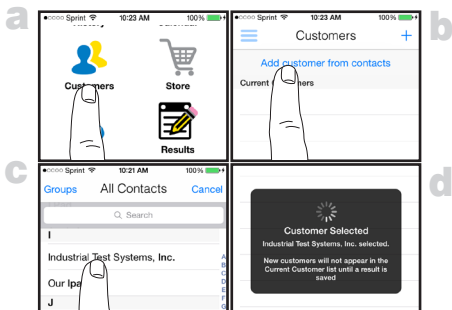 a
●○○○○ Sprint 10:23 AM 100%
Customers
Store
Results
b
●○○○○ Sprint 10:23 AM 100%
Customers +
Add customer from contacts
Current
c
●○○○○ Sprint 10:21 AM 100%
Groups All Contacts Cancel
Search
I
Industrial Test Systems, Inc.
Our
J
A
B
C
D
E
F
G
d
Customer Selected
Industrial Test Systems, Inc. selected.
New customers will not appear in the
Current Customer list until a result is
saved